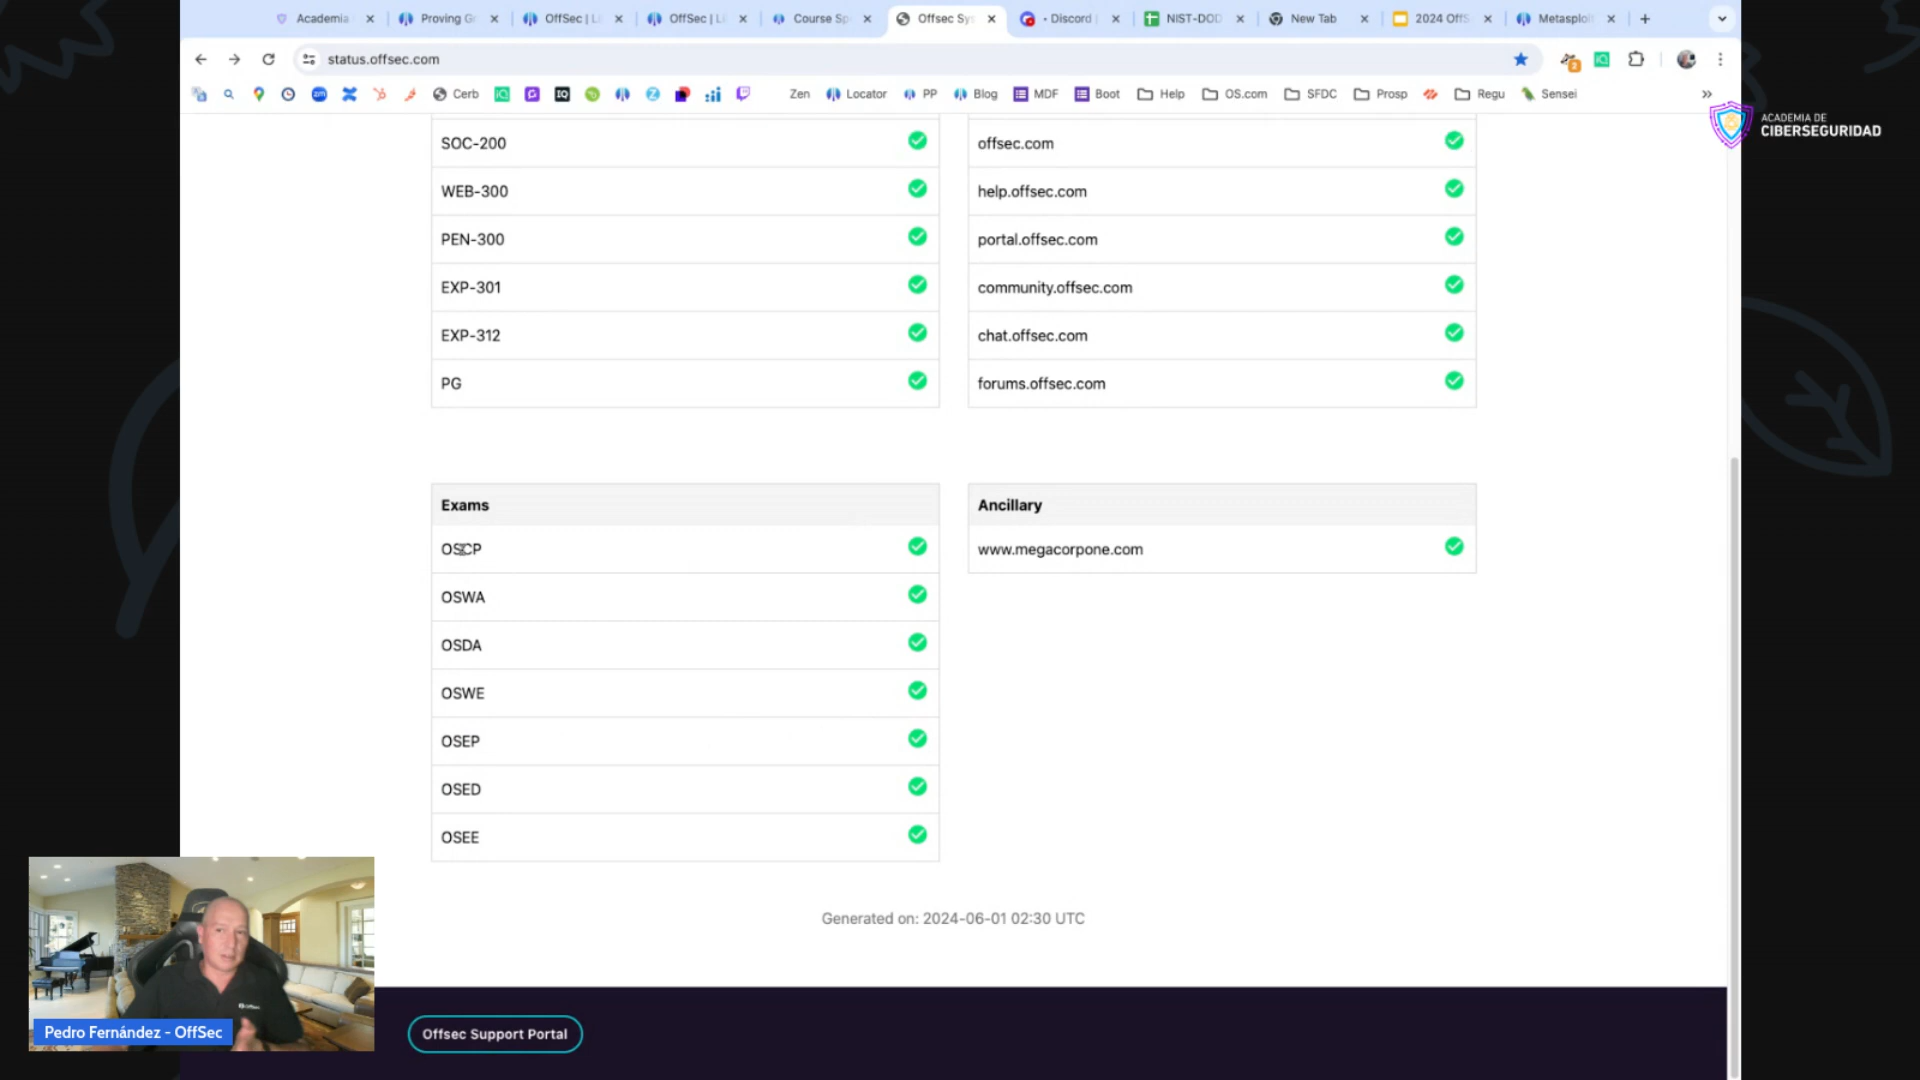 Academia
Proving G
OffSec | L
OffSec | Li
Course Sp
Offsec Sy
• Discord |
NIST-DOD
New Tab
2024 OffS
Metasploi
status.offsec.com
Cerb
Zen
Locator
PP
Blog
MDF
Boot
Help
OS.com
SFDC
Prosp
Regu
Sensei
ACADEMIA DE
CIBERSEGURIDAD
SOC-200
WEB-300
PEN-300
EXP-301
EXP-312
PG
offsec.com
help.offsec.com
portal.offsec.com
community.offsec.com
chat.offsec.com
forums.offsec.com
Exams
OSCP
OSWA
OSDA
OSWE
OSEP
OSED
OSEE
Ancillary
www.megacorpone.com
Generated on: 2024-06-01 02:30 UTC
Offsec Support Portal
Pedro Fernández - OffSec